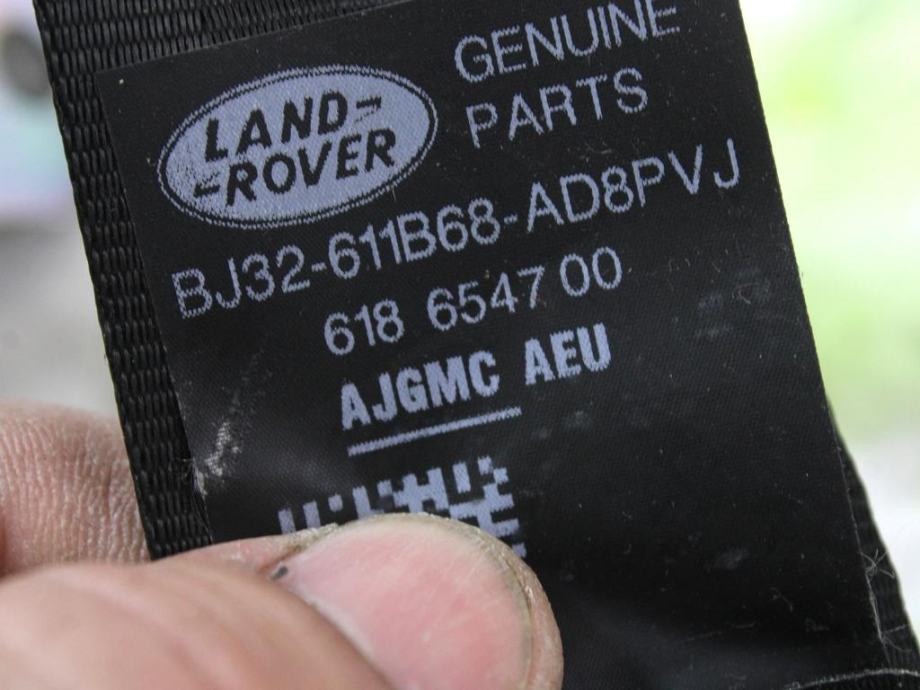 LAND-
-ROVER
GENUINE
PARTS
BJ32-611B68-AD8PVJ
618 6547 00
AJGMC AEU